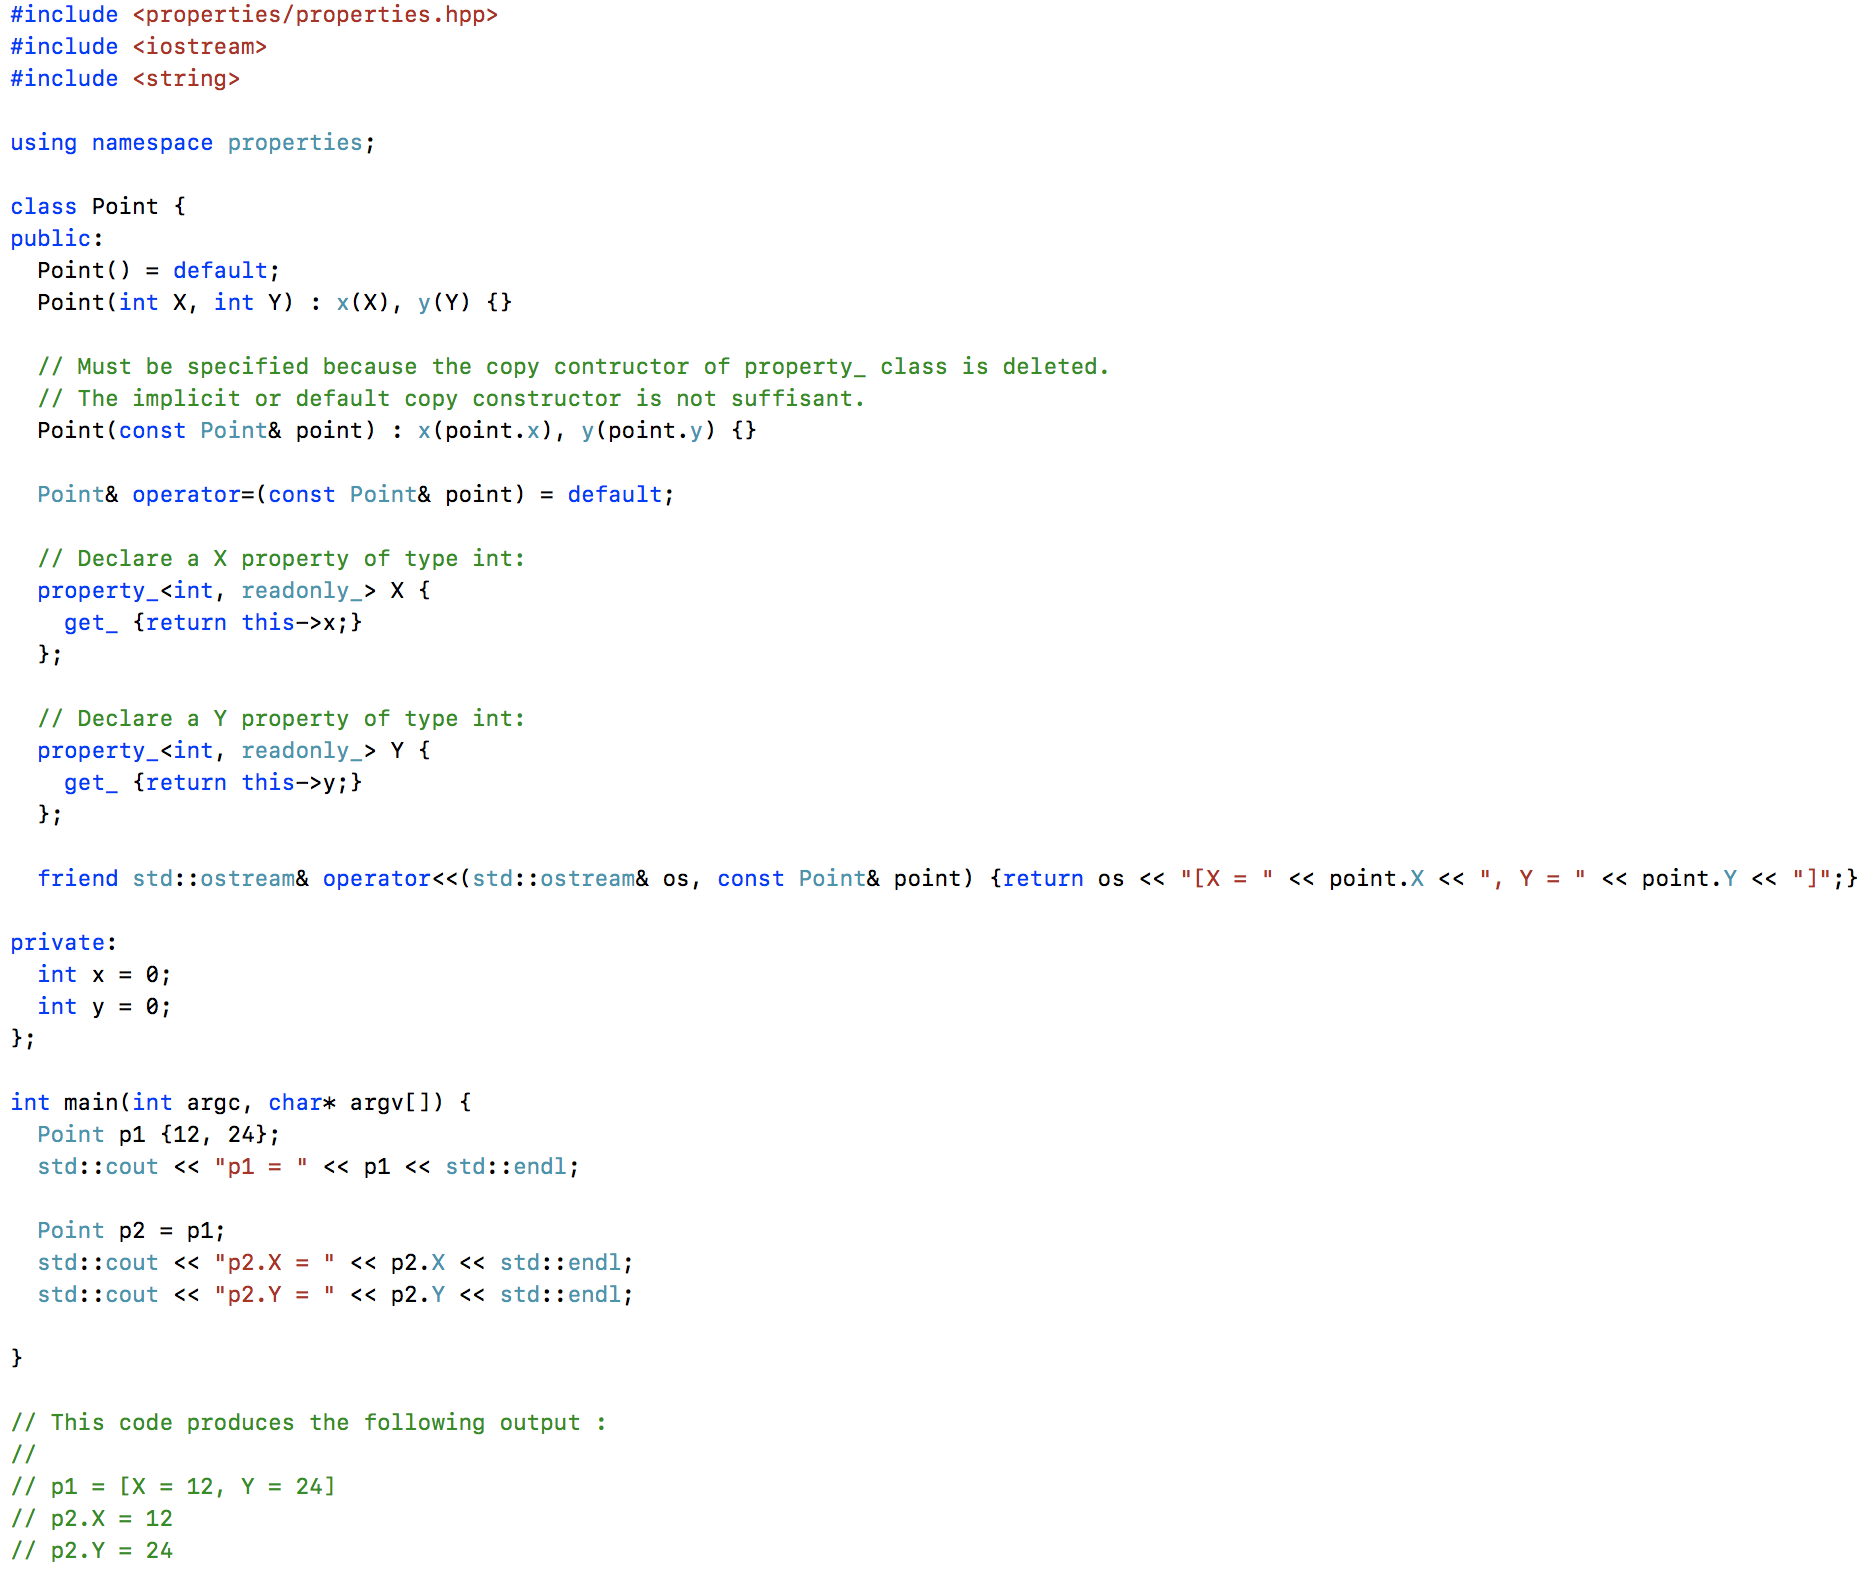 #include <properties/properties.hpp>
#include <iostream>
#include <string>

using namespace properties;

class Point {
public:
  Point() = default;
  Point(int X, int Y) : x(X), y(Y) {}

  // Must be specified because the copy contructor of property_ class is deleted.
  // The implicit or default copy constructor is not suffisant.
  Point(const Point& point) : x(point.x), y(point.y) {}

  Point& operator=(const Point& point) = default;

  // Declare a X property of type int:
  property_<int, readonly_> X {
    get_ {return this->x;}
  };

  // Declare a Y property of type int:
  property_<int, readonly_> Y {
    get_ {return this->y;}
  };

  friend std::ostream& operator<<(std::ostream& os, const Point& point) {return os << "[X = " << point.X << ", Y = " << point.Y << "]";}

private:
  int x = 0;
  int y = 0;
};

int main(int argc, char* argv[]) {
  Point p1 {12, 24};
  std::cout << "p1 = " << p1 << std::endl;

  Point p2 = p1;
  std::cout << "p2.X = " << p2.X << std::endl;
  std::cout << "p2.Y = " << p2.Y << std::endl;

}

// This code produces the following output :
//
// p1 = [X = 12, Y = 24]
// p2.X = 12
// p2.Y = 24